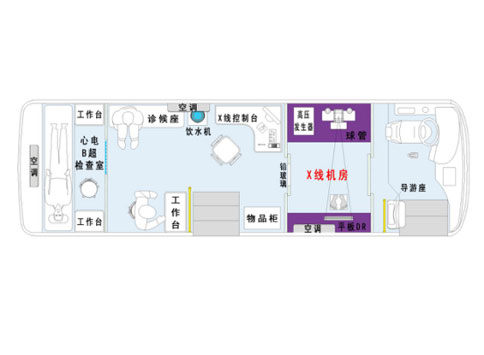 空调
工作台
心电
B超
检查室
工作台
诊候座
空调
饮水机
X线控制台
工
作
台
物品柜
铅
玻
璃
高压
发生器
球管
X线机房
空调
平板DR
导游座